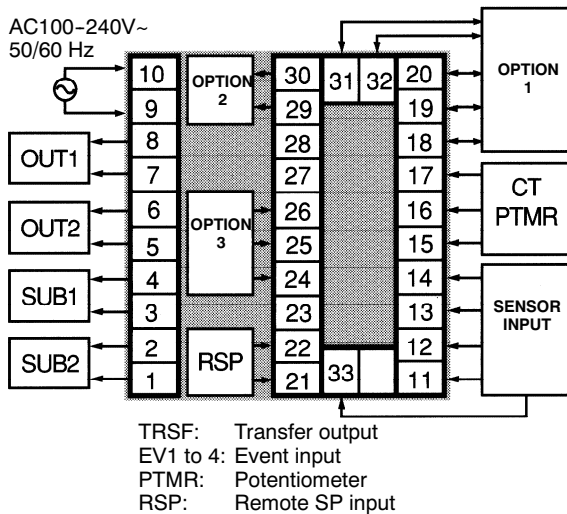 AC100-240V~
50/60 Hz
10
9
8
7
6
5
4
3
2
1
OUT1
OUT2
SUB1
SUB2
OPTION
2
OPTION
3
RSP
30
29
28
27
26
25
24
23
22
21
31
32
33
20
19
18
17
16
15
14
13
12
11
OPTION
1
CT
PTMR
SENSOR
INPUT
TRSF: Transfer output
EV1 to 4: Event input
PTMR: Potentiometer
RSP: Remote SP input